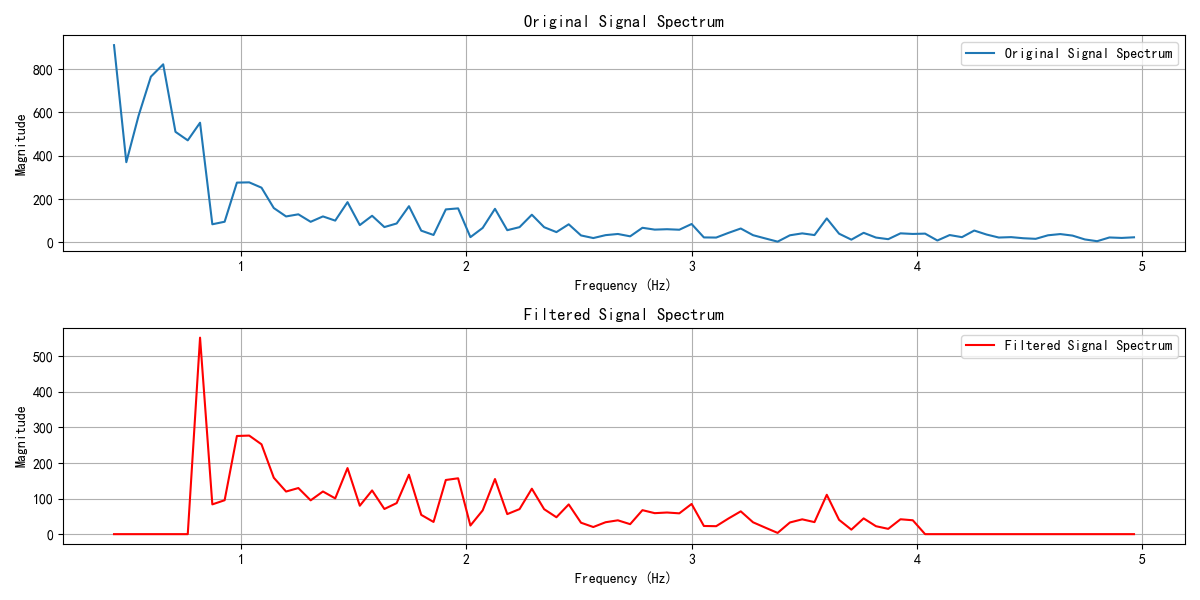 Original Signal Spectrum
Original Signal Spectrum
Magnitude
800
600
400
200
0
1
2
3
4
5
Frequency (Hz)
Filtered Signal Spectrum
Filtered Signal Spectrum
Magnitude
500
400
300
200
100
0
1
2
3
4
5
Frequency (Hz)